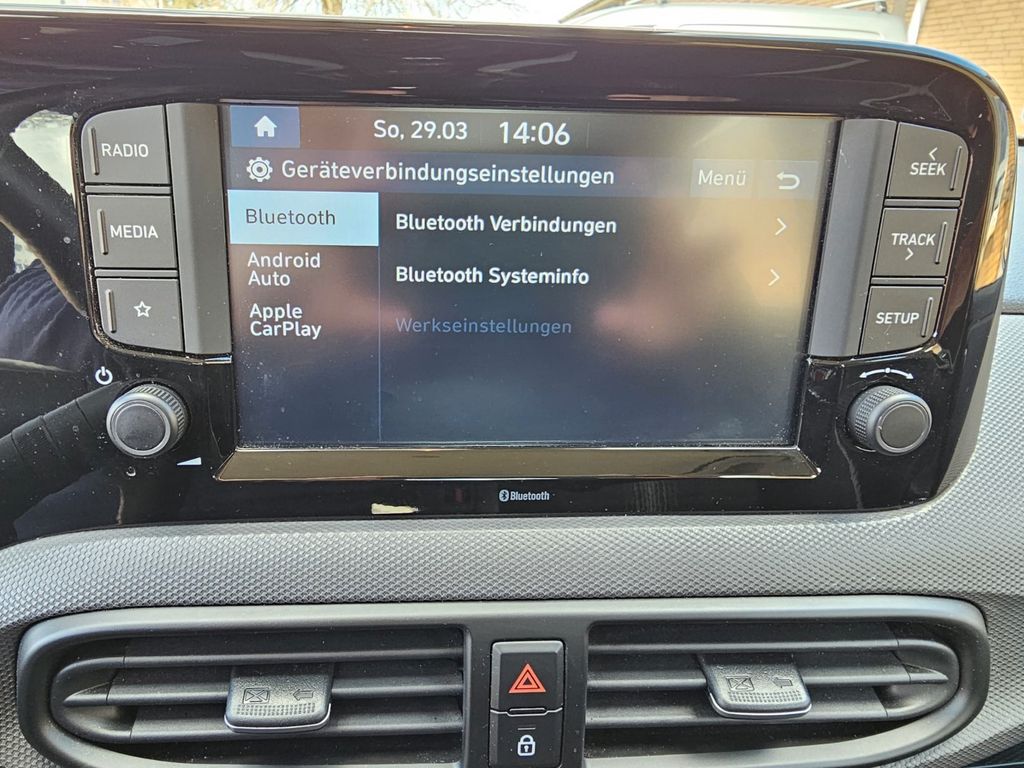 So, 29.03 14:06
Geräteverbindungseinstellungen Menü
Bluetooth
Android
Auto
Apple
CarPlay
Bluetooth Verbindungen
Bluetooth Systeminfo
Werkseinstellungen
RADIO
MEDIA
SEEK
TRACK
SETUP
Bluetooth